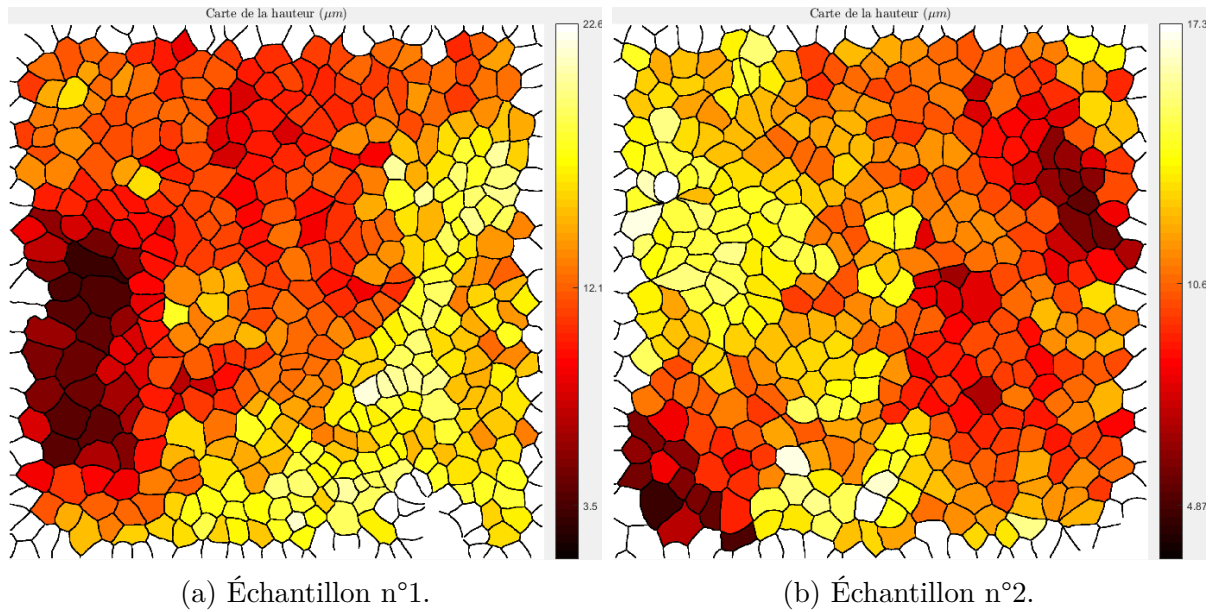 Carte de la hauteur (μm)
22.6
12.1
3.5
Carte de la hauteur (μm)
17.3
10.6
4.87
(a) Échantillon n°1.
(b) Échantillon n°2.